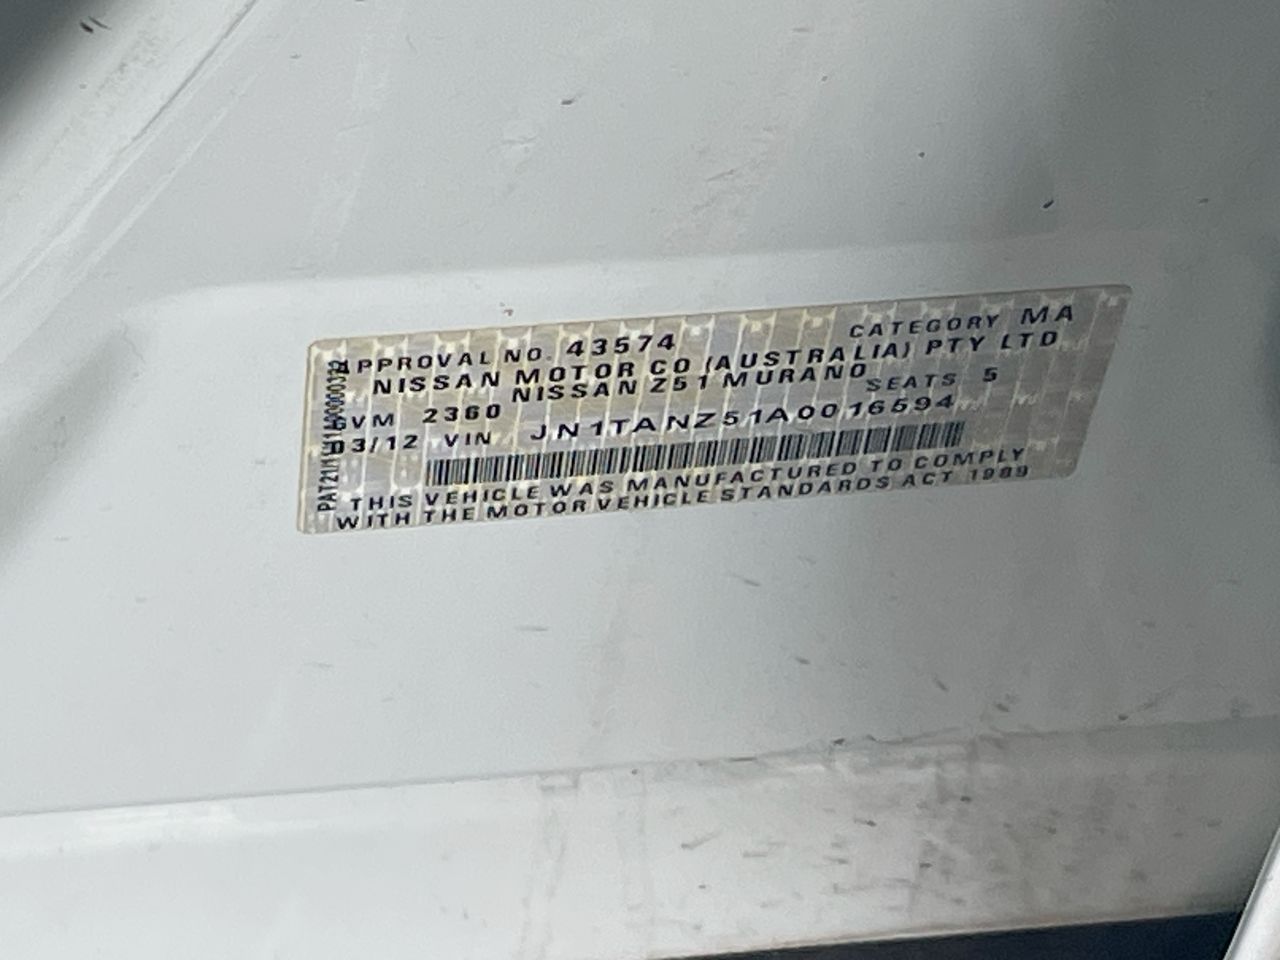 APPROVAL NO. 43574 CATEGORY MA
NISSAN MOTOR CO (AUSTRALIA) PTY LTD
NISSAN Z51 MURANO
GVM 2360 SEATS 5
03/12 VIN JN1TANZ51A0016594
THIS VEHICLE WAS MANUFACTURED TO COMPLY
WITH THE MOTOR VEHICLE STANDARDS ACT 1989